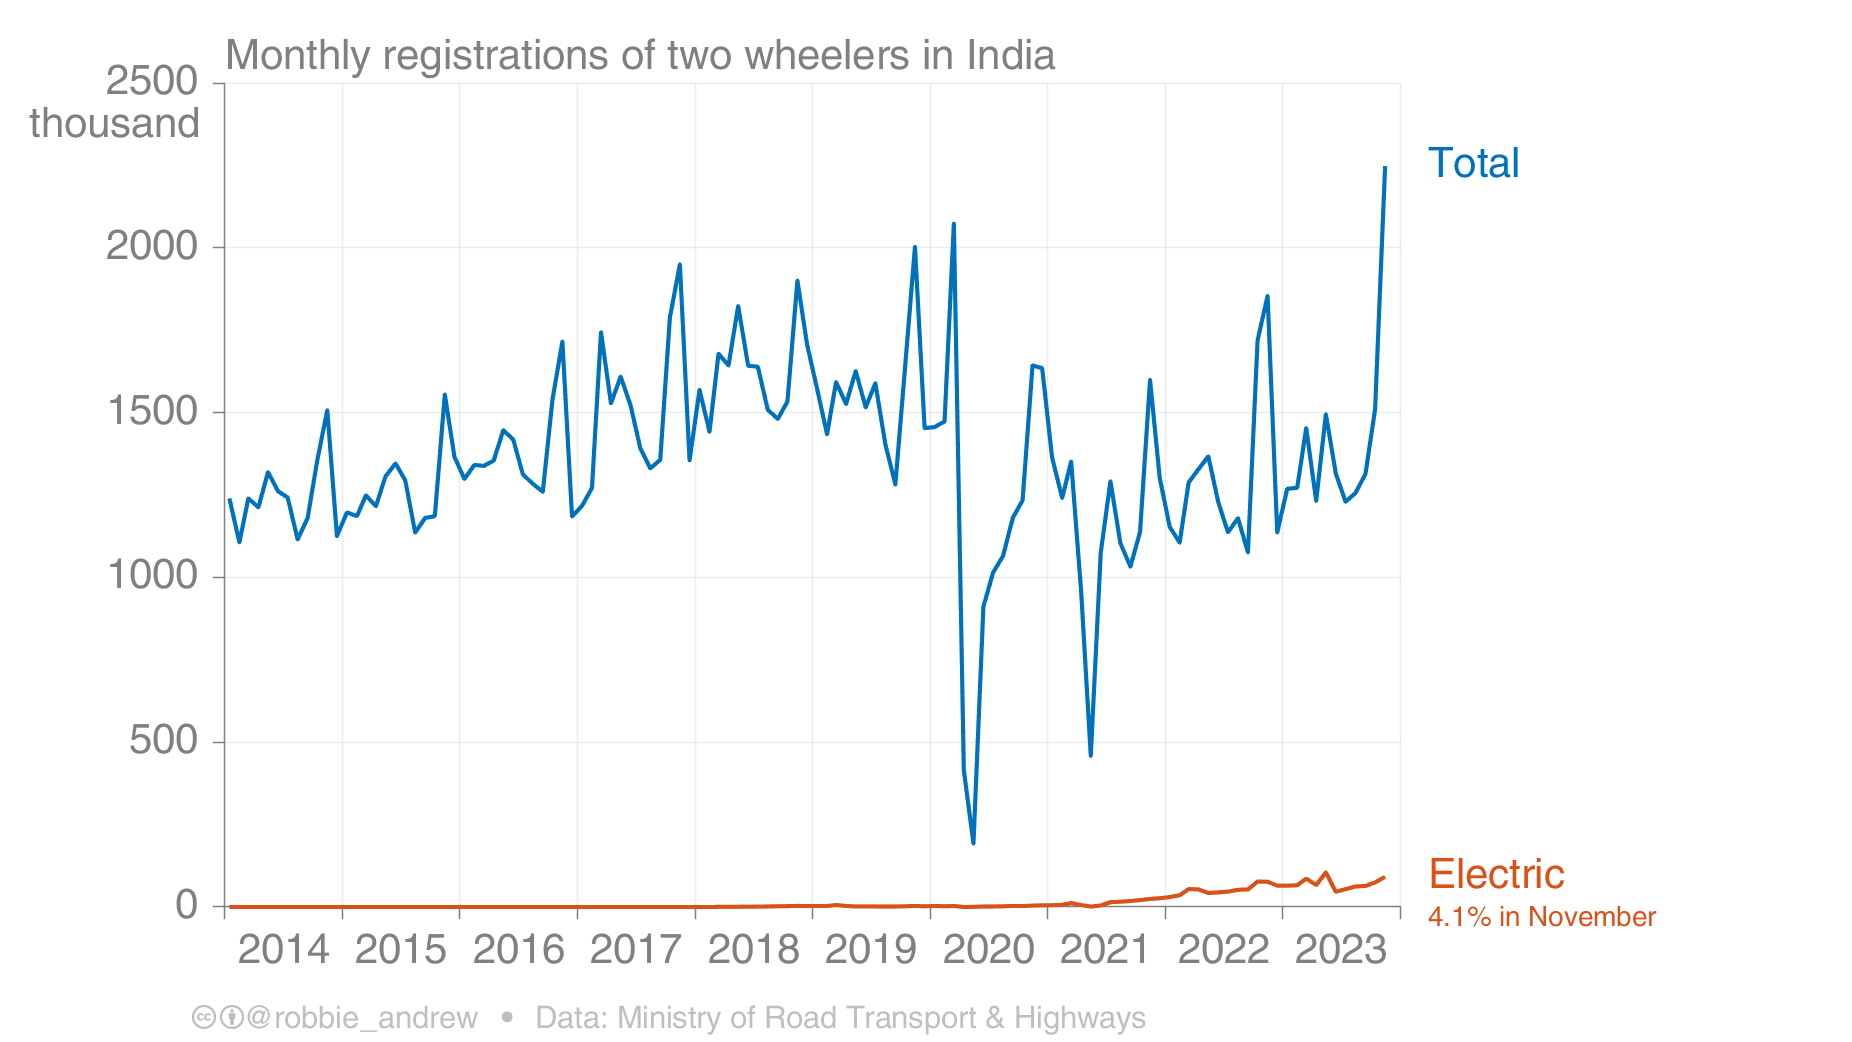 Monthly registrations of two wheelers in India
2500
thousand
2000
1500
1000
500
0
Total
Electric
4.1% in November
2014 2015 2016 2017 2018 2019 2020 2021 2022 2023
cc @robbie_andrew • Data: Ministry of Road Transport & Highways